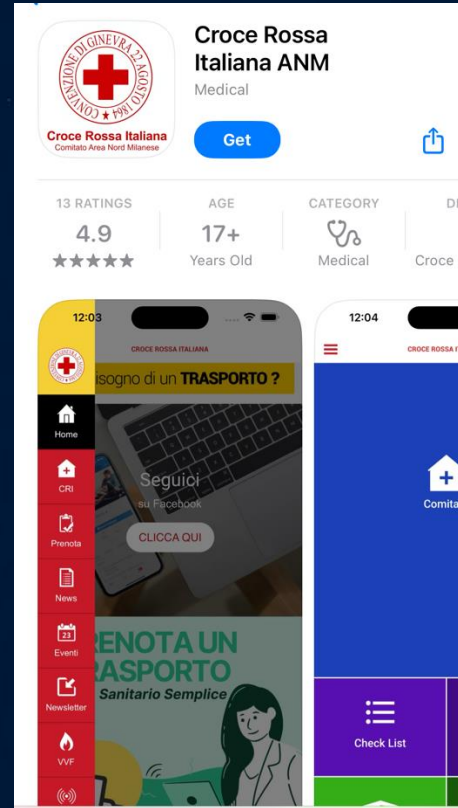 CONVENZIONE DI GINEVRA 22 AGOSTO 1864
Croce Rossa Italiana
Comitato Area Nord Milanese
Croce Rossa
Italiana ANM
Medical
Get
13 RATINGS
4.9
★★★★★
AGE
17+
Years Old
CATEGORY
Medical
Croce
12:03
CROCE ROSSA ITALIANA
isogno di un TRASPORTO ?
Home
CRI
Prenota
News
23
Eventi
Newsletter
VVF
Seguici
su Facebook
CLICCA QUI
RENOTA UN
RASPORTO
Sanitario Semplice
12:04
CROCE ROSSA IT
Comita
Check List